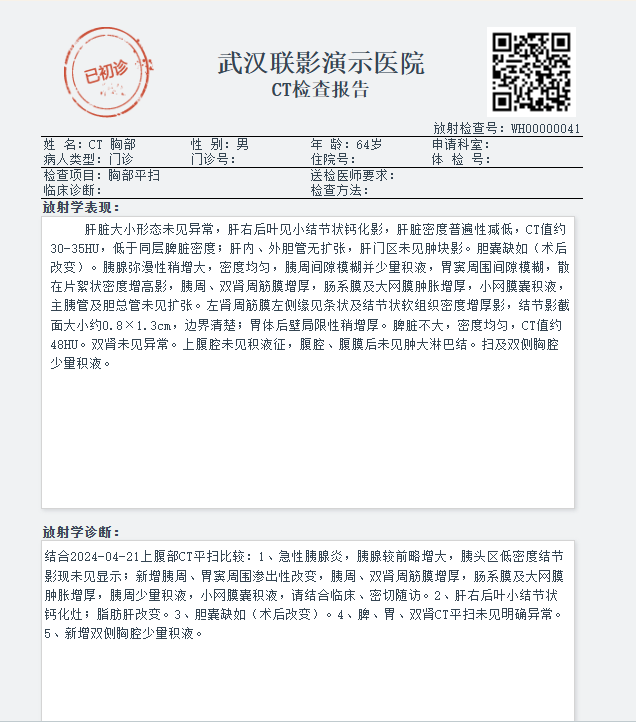 已初诊
武汉联影演示医院
CT检查报告
放射检查号：WH00000041
姓 名：CT 胸部 性 别：男 年 龄：64岁 申请科室：
病人类型：门诊 门诊号： 住院号： 体 检 号：
检查项目：胸部平扫 送检医师要求：
临床诊断： 检查方法：
放射学表现：
肝脏大小形态未见异常，肝右后叶见小结节状钙化影，肝脏密度普遍性减低，CT值约
30-35HU，低于同层脾脏密度；肝内、外胆管无扩张，肝门区未见肿块影。胆囊缺如（术后
改变）。胰腺弥漫性稍增大，密度均匀，胰周间隙模糊并少量积液，胃窦周围间隙模糊，散
在片絮状密度增高影，胰周、双肾周筋膜增厚，肠系膜及大网膜肿胀增厚，小网膜囊积液，
主胰管及胆总管未见扩张。左肾周筋膜左侧缘见条状及结节状软组织密度增厚影，结节影截
面大小约0.8×1.3cm，边界清楚；胃体后壁局限性稍增厚。脾脏不大，密度均匀，CT值约
48HU。双肾未见异常。上腹腔未见积液征，腹腔、腹膜后未见肿大淋巴结。扫及双侧胸腔
少量积液。
放射学诊断：
结合2024-04-21上腹部CT平扫比较：1、急性胰腺炎，胰腺较前略增大，胰头区低密度结节
影现未见显示；新增胰周、胃窦周围渗出性改变，胰周、双肾周筋膜增厚，肠系膜及大网膜
肿胀增厚，胰周少量积液，小网膜囊积液，请结合临床、密切随访。2、肝右后叶小结节状
钙化灶；脂肪肝改变。3、胆囊缺如（术后改变）。4、脾、胃、双肾CT平扫未见明确异常。
5、新增双侧胸腔少量积液。